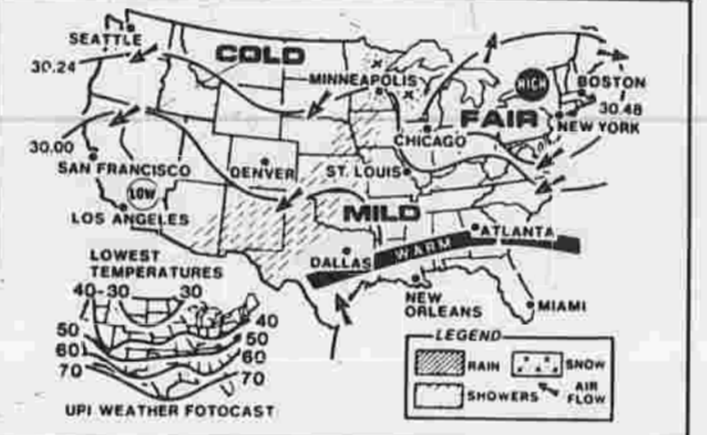 SEATTLE
COLD
30.24
MINNEAPOLIS
HIGH
BOSTON
30.48
FAIR
NEW YORK
CHICAGO
30.00
SAN FRANCISCO
DENVER
ST. LOUIS
LOW
MILD
LOS ANGELES
ATLANTA
WARM
DALLAS
LOWEST
TEMPERATURES
40-30 30
NEW
ORLEANS
MIAMI
40
50
50
60
60
70
70
UPI WEATHER FOTOCAST
LEGEND
RAIN
SNOW
SHOWERS
AIR
FLOW